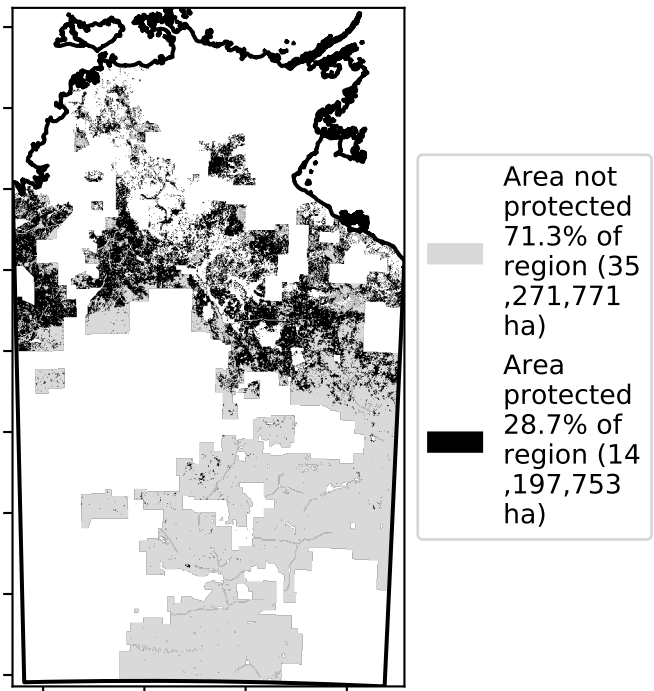 Area not
protected
71.3% of
region (35
,271,771
ha)
Area
protected
28.7% of
region (14
,197,753
ha)